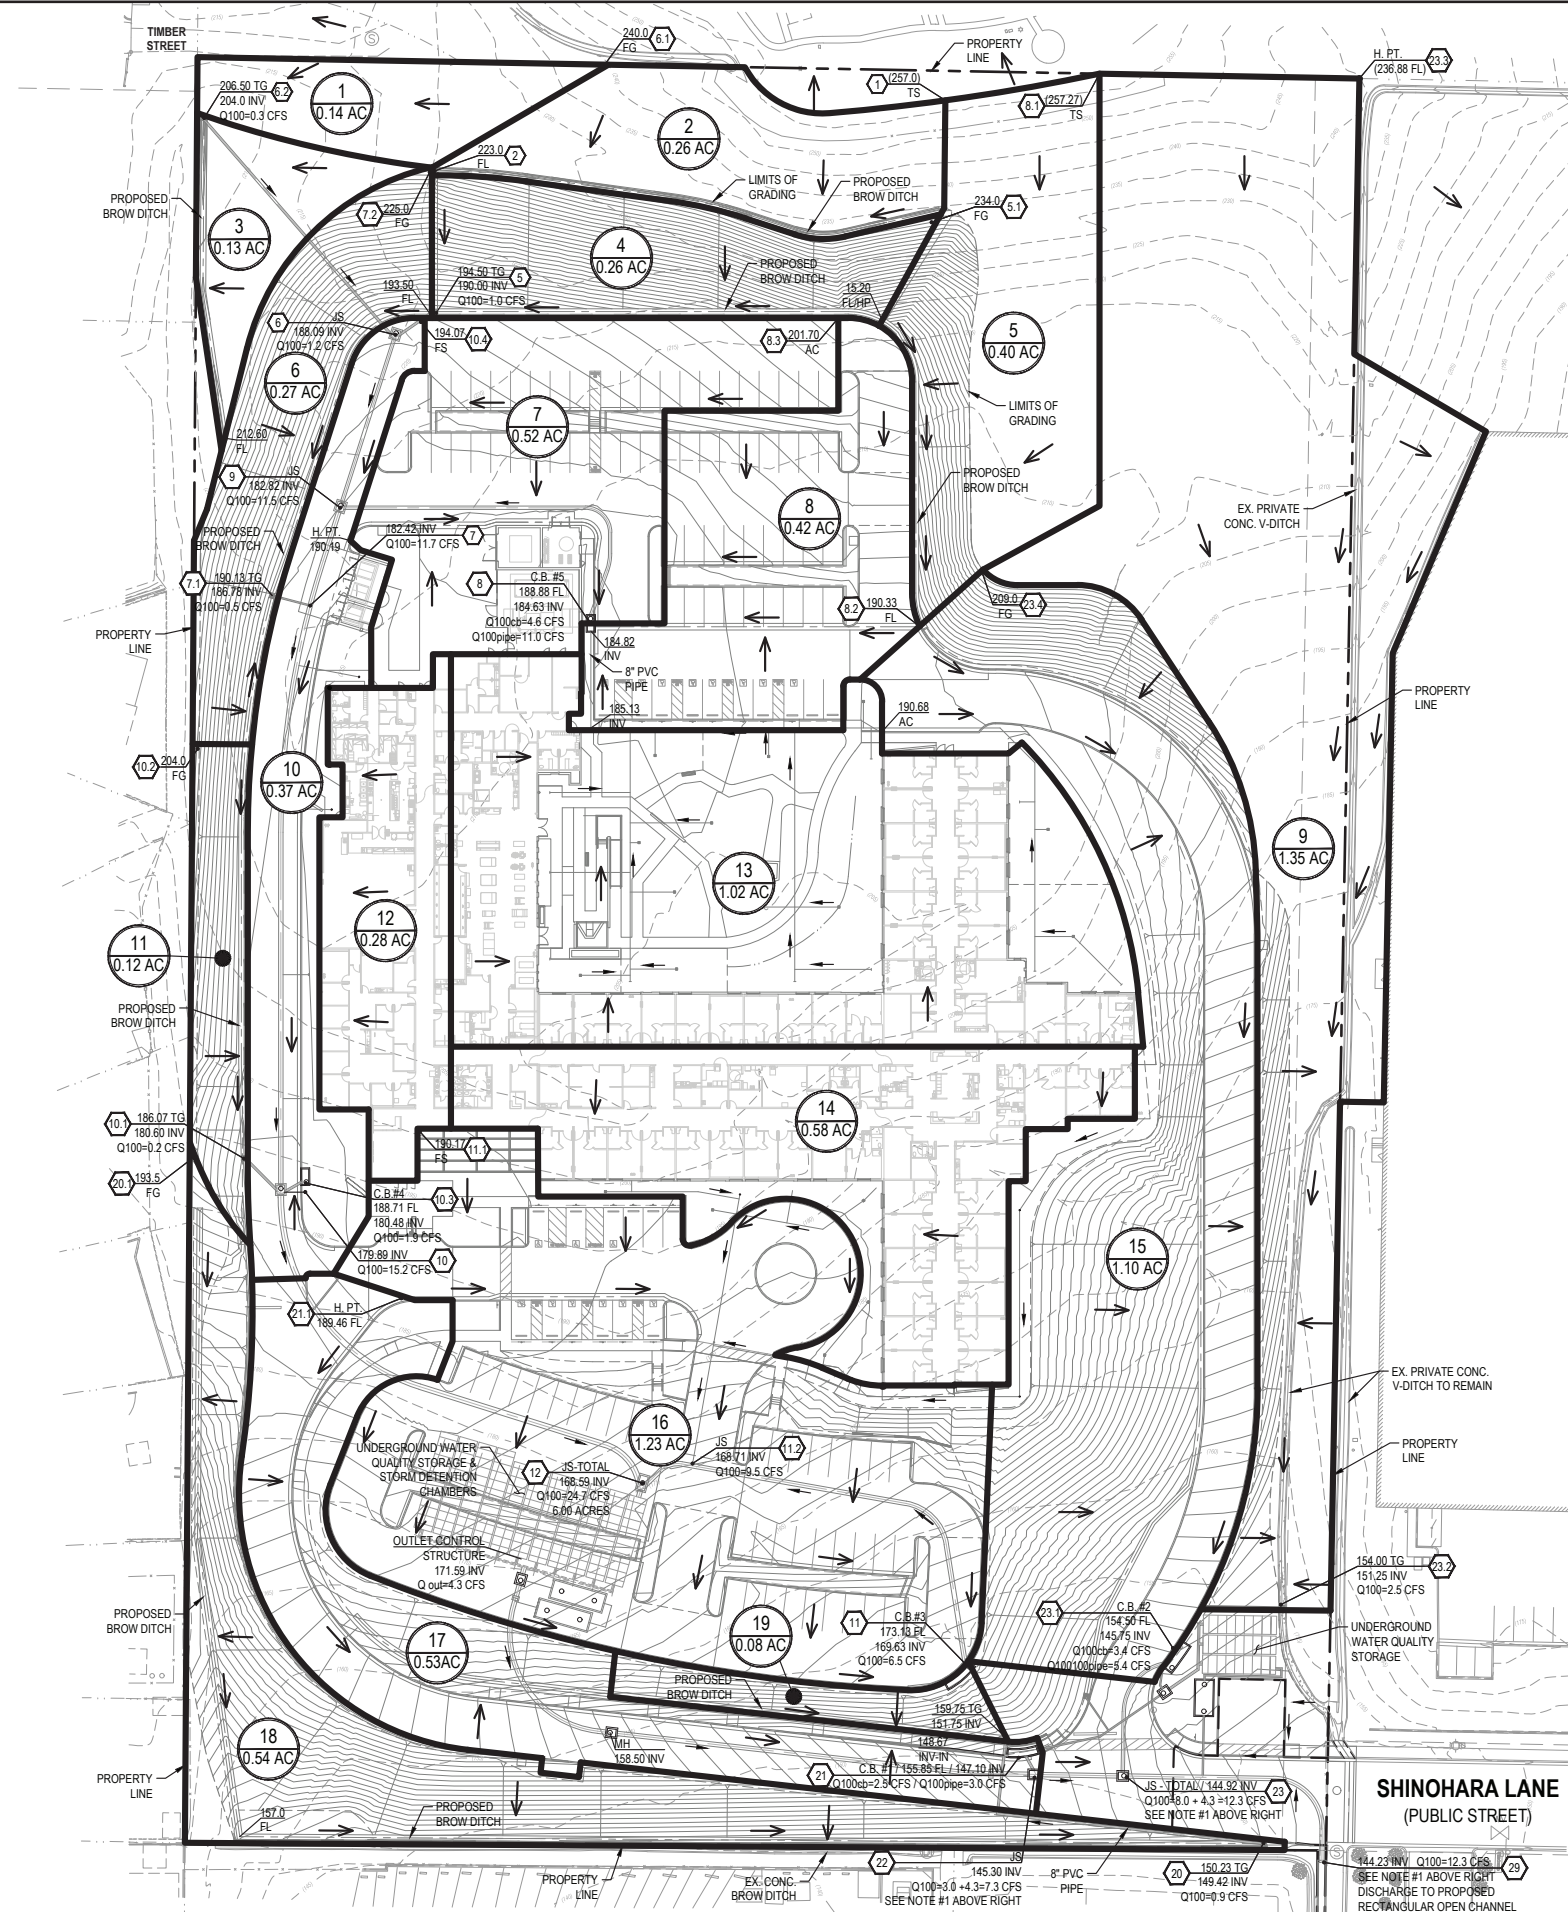 TIMBER
STREET
240.0
FG
6.1
PROPERTY
LINE
H. PT.
(236.88 FL)
23.3
206.50 TG
204.0 INV
Q100=0.3 CFS
6.2
1
0.14 AC
1
(257.0)
TS
8.1
(257.27)
TS
2
0.26 AC
223.0
FL
2
LIMITS OF
GRADING
PROPOSED
BROW DITCH
PROPOSED
BROW DITCH
7.2
225.0
FG
234.0
FG
5.1
3
0.13 AC
4
0.26 AC
PROPOSED
BROW DITCH
194.50 TG
190.00 INV
Q100=1.0 CFS
5
193.50
FL
15.20
FL/HP
6
JS
188.09 INV
Q100=1.2 CFS
194.07
FS
10.4
8.3
201.70
AC
5
0.40 AC
6
0.27 AC
7
0.52 AC
LIMITS OF
GRADING
212.60
FL
9
JS
182.82 INV
Q100=11.5 CFS
PROPOSED
BROW DITCH
8
0.42 AC
EX. PRIVATE
CONC. V-DITCH
PROPOSED
BROW DITCH
H. PT.
190.49
182.42 INV
Q100=11.7 CFS
7
7.1
190.13 TG
186.78 INV
Q100=0.5 CFS
8
C.B. #5
188.88 FL
184.63 INV
Q100cb=4.6 CFS
Q100pipe=11.0 CFS
8.2
190.33
FL
209.0
FG
23.4
PROPERTY
LINE
184.82
INV
8" PVC
PIPE
185.13
INV
PROPERTY
LINE
190.68
AC
10.2
204.0
FG
10
0.37 AC
9
1.35 AC
13
1.02 AC
12
0.28 AC
11
0.12 AC
PROPOSED
BROW DITCH
10.1
186.07 TG
180.60 INV
Q100=0.2 CFS
14
0.58 AC
190.17
FS
11.1
20.1
193.5
FG
C.B.#4
188.71 FL
180.48 INV
Q100=1.9 CFS
10.3
179.89 INV
Q100=15.2 CFS
10
15
1.10 AC
21.1
H. PT.
189.46 FL
EX. PRIVATE CONC.
V-DITCH TO REMAIN
16
1.23 AC
UNDERGROUND WATER
QUALITY STORAGE &
STORM DETENTION
CHAMBERS
JS
168.71 INV
Q100=9.5 CFS
11.2
PROPERTY
LINE
12
JS-TOTAL
168.59 INV
Q100=24.7 CFS
6.00 ACRES
OUTLET CONTROL
STRUCTURE
171.59 INV
Q out=4.3 CFS
154.00 TG
151.25 INV
Q100=2.5 CFS
23.2
PROPOSED
BROW DITCH
17
0.53AC
19
0.08 AC
11
C.B.#3
173.13 FL
169.63 INV
Q100=6.5 CFS
23.1
C.B. #2
154.50 FL
145.75 INV
Q100cb=3.4 CFS
Q100100pipe=5.4 CFS
UNDERGROUND
WATER QUALITY
STORAGE
PROPOSED
BROW DITCH
159.75 TG
151.75 INV
18
0.54 AC
MH
158.50 INV
148.67
INV-IN
21
C.B. #1 / 155.85 FL / 147.10 INV
Q100cb=2.5 CFS / Q100pipe=3.0 CFS
PROPERTY
LINE
JS - TOTAL / 144.92 INV
Q100=8.0 + 4.3 =12.3 CFS
SEE NOTE #1 ABOVE RIGHT
23
SHINOHARA LANE
(PUBLIC STREET)
157.0
FL
PROPOSED
BROW DITCH
PROPERTY
LINE
EX. CONC.
BROW DITCH
22
JS
145.30 INV
Q100=3.0 +4.3=7.3 CFS
SEE NOTE #1 ABOVE RIGHT
8" PVC
PIPE
20
150.23 TG
149.42 INV
Q100=0.9 CFS
144.23 INV Q100=12.3 CFS
29
SEE NOTE #1 ABOVE RIGHT
DISCHARGE TO PROPOSED
RECTANGULAR OPEN CHANNEL